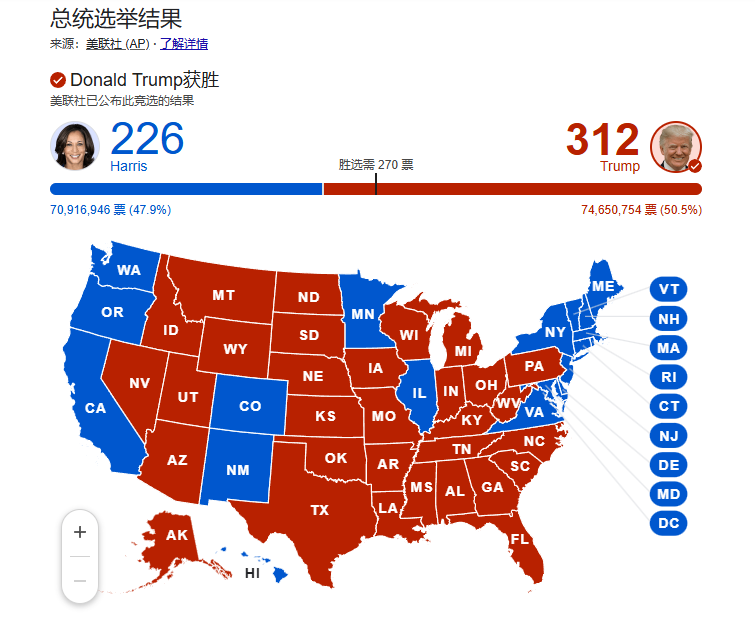 总统选举结果
来源：美联社 (AP) · 了解详情
Donald Trump获胜
美联社已公布此竞选的结果
226
312
Harris
胜选需 270 票
Trump
70,916,946 票 (47.9%)
74,650,754 票 (50.5%)
WA
MT
ND
MN
ME
VT
OR
ID
SD
WI
NY
NH
WY
MI
MA
NV
NE
IA
PA
RI
UT
CO
IL
IN
OH
CT
CA
KS
MO
KY
WV
VA
NJ
AZ
NM
OK
AR
TN
NC
DE
TX
LA
MS
AL
GA
SC
MD
AK
FL
DC
HI
+
−